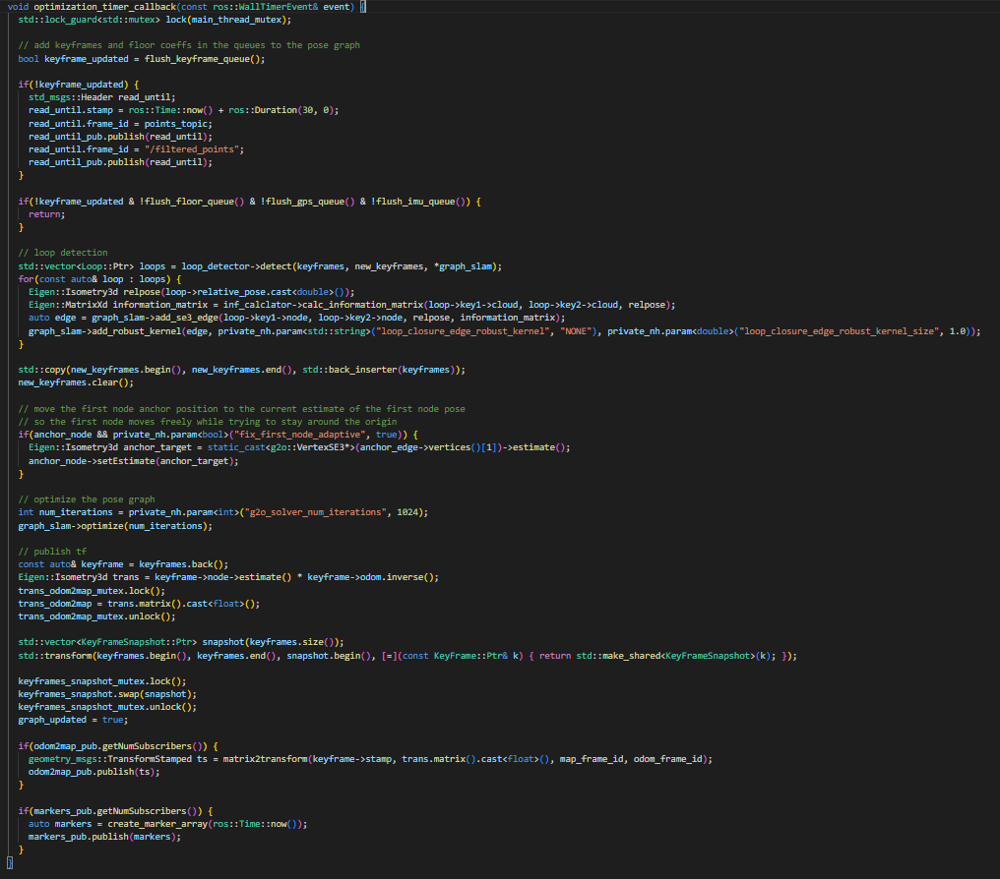 void optimization_timer_callback(const ros::WallTimerEvent& event) {
  std::lock_guard<std::mutex> lock(main_thread_mutex);

  // add keyframes and floor coeffs in the queues to the pose graph
  bool keyframe_updated = flush_keyframe_queue();

  if(!keyframe_updated) {
    std_msgs::Header read_until;
    read_until.stamp = ros::Time::now() + ros::Duration(30, 0);
    read_until.frame_id = points_topic;
    read_until_pub.publish(read_until);
    read_until.frame_id = "/filtered_points";
    read_until_pub.publish(read_until);
  }

  if(!keyframe_updated & !flush_floor_queue() & !flush_gps_queue() & !flush_imu_queue()) {
    return;
  }

  // loop detection
  std::vector<Loop::Ptr> loops = loop_detector->detect(keyframes, new_keyframes, *graph_slam);
  for(const auto& loop : loops) {
    Eigen::Isometry3d relpose(loop->relative_pose.cast<double>());
    Eigen::MatrixXd information_matrix = inf_calclator->calc_information_matrix(loop->key1->cloud, loop->key2->cloud, relpose);
    auto edge = graph_slam->add_se3_edge(loop->key1->node, loop->key2->node, relpose, information_matrix);
    graph_slam->add_robust_kernel(edge, private_nh.param<std::string>("loop_closure_edge_robust_kernel", "NONE"), private_nh.param<double>("loop_closure_edge_robust_kernel_size", 1.0));
  }

  std::copy(new_keyframes.begin(), new_keyframes.end(), std::back_inserter(keyframes));
  new_keyframes.clear();

  // move the first node anchor position to the current estimate of the first node pose
  // so the first node moves freely while trying to stay around the origin
  if(anchor_node && private_nh.param<bool>("fix_first_node_adaptive", true)) {
    Eigen::Isometry3d anchor_target = static_cast<g2o::VertexSE3*>(anchor_edge->vertices()[1])->estimate();
    anchor_node->setEstimate(anchor_target);
  }

  // optimize the pose graph
  int num_iterations = private_nh.param<int>("g2o_solver_num_iterations", 1024);
  graph_slam->optimize(num_iterations);

  // publish tf
  const auto& keyframe = keyframes.back();
  Eigen::Isometry3d trans = keyframe->node->estimate() * keyframe->odom.inverse();
  trans_odom2map_mutex.lock();
  trans_odom2map = trans.matrix().cast<float>();
  trans_odom2map_mutex.unlock();

  std::vector<KeyFrameSnapshot::Ptr> snapshot(keyframes.size());
  std::transform(keyframes.begin(), keyframes.end(), snapshot.begin(), [=](const KeyFrame::Ptr& k) { return std::make_shared<KeyFrameSnapshot>(k); });

  keyframes_snapshot_mutex.lock();
  keyframes_snapshot.swap(snapshot);
  keyframes_snapshot_mutex.unlock();
  graph_updated = true;

  if(odom2map_pub.getNumSubscribers()) {
    geometry_msgs::TransformStamped ts = matrix2transform(keyframe->stamp, trans.matrix().cast<float>(), map_frame_id, odom_frame_id);
    odom2map_pub.publish(ts);
  }

  if(markers_pub.getNumSubscribers()) {
    auto markers = create_marker_array(ros::Time::now());
    markers_pub.publish(markers);
  }
}